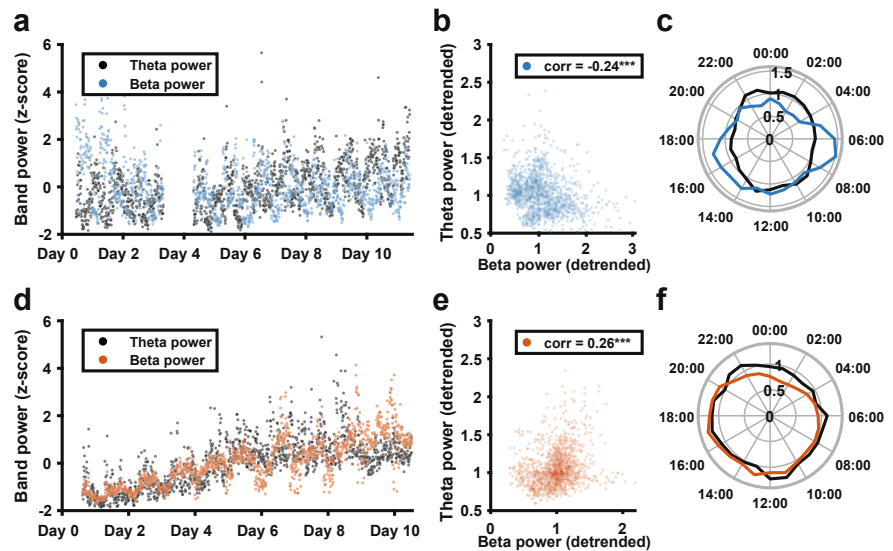 a
Band power (z-score)
6
4
2
0
-2
Theta power
Beta power
Day 0
Day 2
Day 4
Day 6
Day 8
Day 10
b
Theta power (detrended)
3
2.5
2
1.5
1
0.5
corr = -0.24***
0
1
2
3
Beta power (detrended)
c
00:00
02:00
04:00
06:00
08:00
10:00
12:00
14:00
16:00
18:00
20:00
22:00
1.5
1
0.5
0
d
Band power (z-score)
6
4
2
0
-2
Theta power
Beta power
Day 0
Day 2
Day 4
Day 6
Day 8
Day 10
e
Theta power (detrended)
3
2.5
2
1.5
1
0.5
corr = 0.26***
0
1
2
Beta power (detrended)
f
00:00
02:00
04:00
06:00
08:00
10:00
12:00
14:00
16:00
18:00
20:00
22:00
1
0.5
0